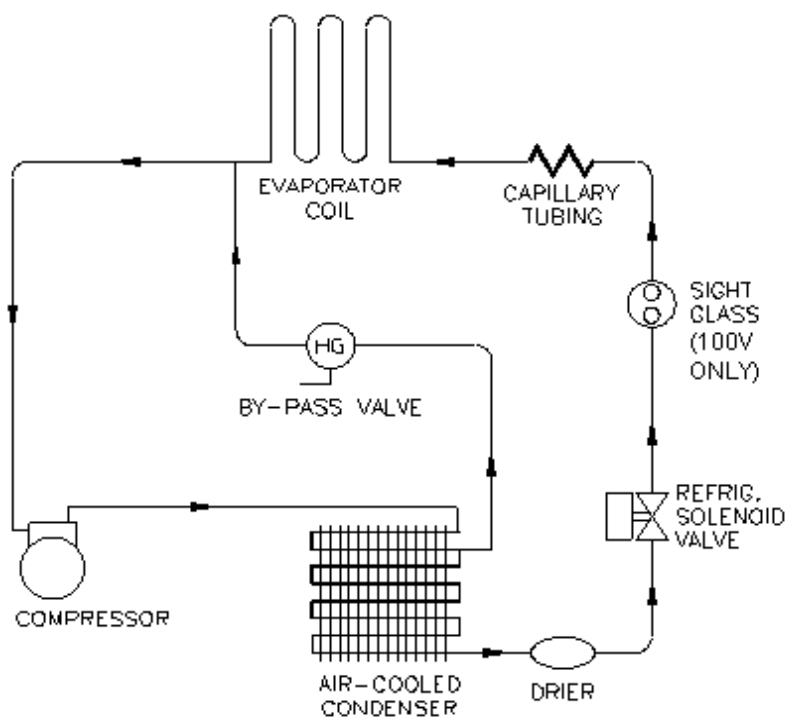 EVAPORATOR
COIL
CAPILLARY
TUBING
SIGHT
GLASS
(100V
ONLY)
HG
BY-PASS VALVE
REFRIG.
SOLENOID
VALVE
COMPRESSOR
AIR-COOLED
CONDENSER
DRIER